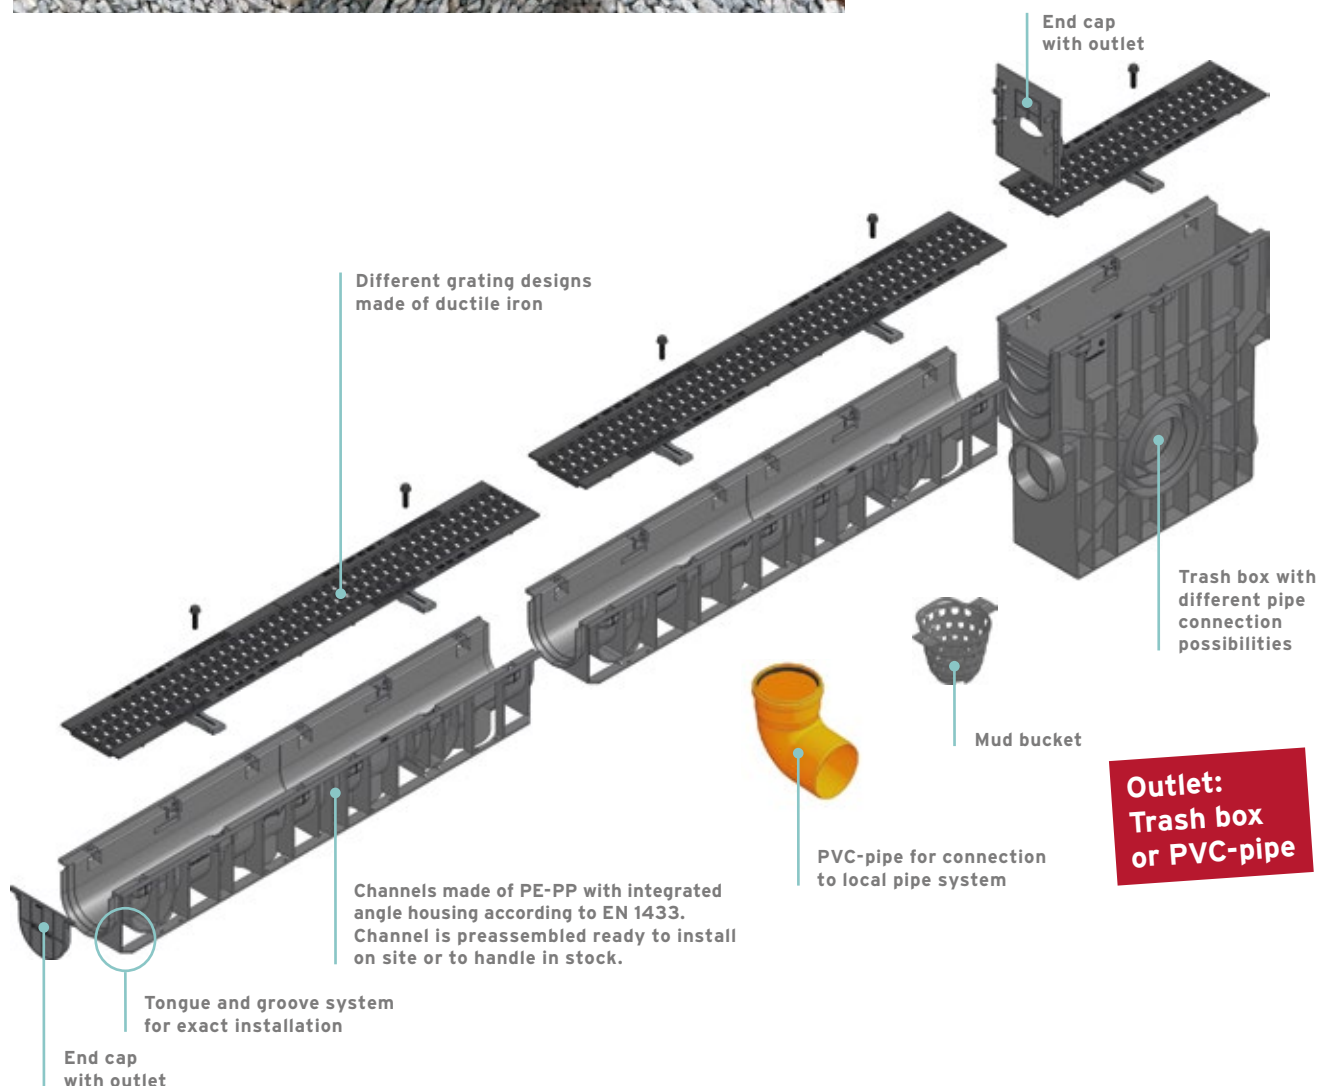 End cap
with outlet
Different grating designs
made of ductile iron
Trash box with
different pipe
connection
possibilities
Mud bucket
Outlet:
Trash box
or PVC-pipe
PVC-pipe for connection
to local pipe system
Channels made of PE-PP with integrated
angle housing according to EN 1433.
Channel is preassembled ready to install
on site or to handle in stock.
Tongue and groove system
for exact installation
End cap
with outlet